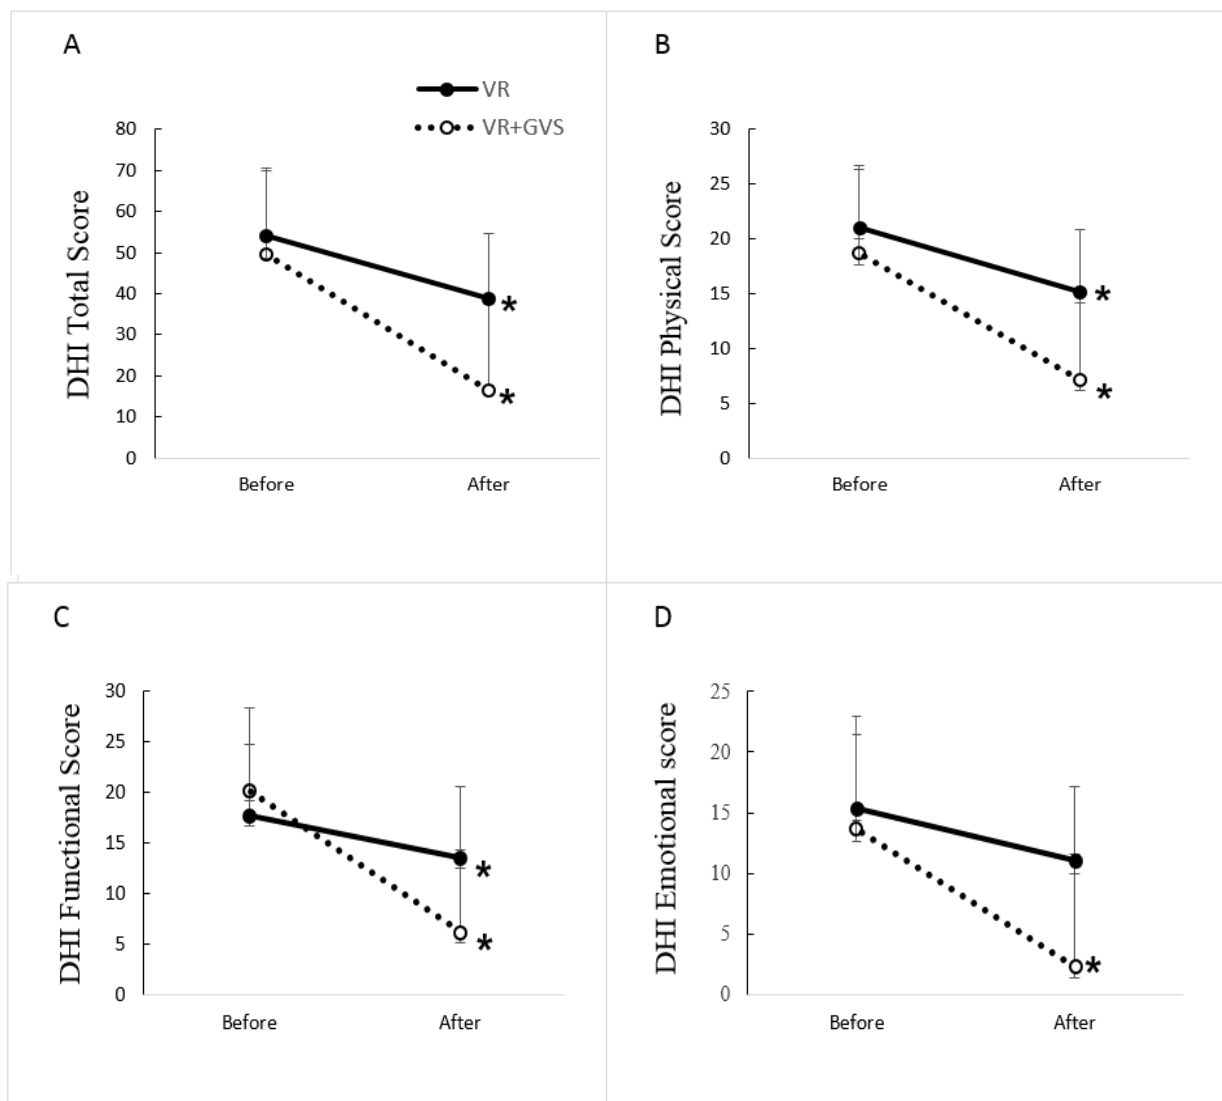 A
VR
VR+GVS
DHI Total Score
80
70
60
50
40
30
20
10
0
Before After
*
*
B
DHI Physical Score
30
25
20
15
10
5
0
Before After
*
*
C
DHI Functional Score
30
25
20
15
10
5
0
Before After
*
*
D
DHI Emotional score
25
20
15
10
5
0
Before After
*